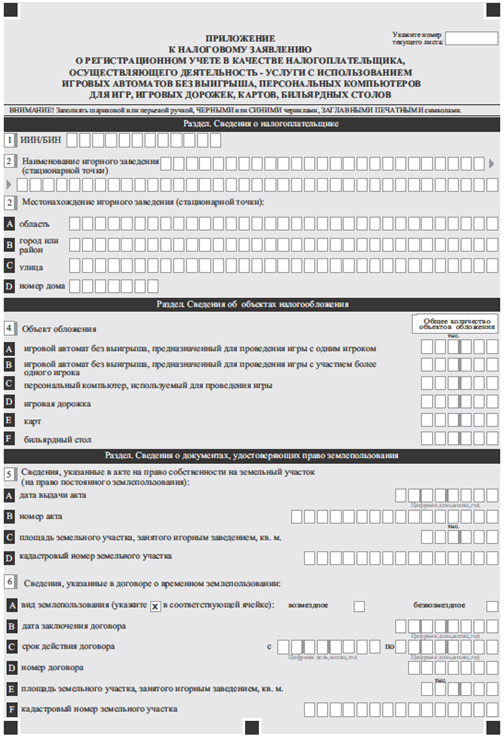 ПРИЛОЖЕНИЕ
К НАЛОГОВОМУ ЗАЯВЛЕНИЮ
О РЕГИСТРАЦИОННОМ УЧЕТЕ В КАЧЕСТВЕ НАЛОГОПЛАТЕЛЬЩИКА,
ОСУЩЕСТВЛЯЮЩЕГО ДЕЯТЕЛЬНОСТЬ - УСЛУГИ С ИСПОЛЬЗОВАНИЕМ
ИГРОВЫХ АВТОМАТОВ БЕЗ ВЫИГРЫША, ПЕРСОНАЛЬНЫХ КОМПЬЮТЕРОВ
ДЛЯ ИГР, ИГРОВЫХ ДОРОЖЕК, КАРТОВ, БИЛЬЯРДНЫХ СТОЛОВ
Укажите номер
текущего листа:
ВНИМАНИЕ! Заполнять шариковой или перьевой ручкой, ЧЕРНЫМИ или СИНИМИ чернилами, ЗАГЛАВНЫМИ ПЕЧАТНЫМИ символами.
Раздел. Сведения о налогоплательщике
1 ИИН/БИН
2 Наименование игорного заведения
(стационарной точки)
2 Местонахождение игорного заведения (стационарной точки):
A область
B город или
район
C улица
D номер дома
Раздел. Сведения об объектах налогообложения
4 Объект обложения
Общее количество
объектов обложения
тыс.
A игровой автомат без выигрыша, предназначенный для проведения игры с одним игроком
B игровой автомат без выигрыша, предназначенный для проведения игры с участием более
одного игрока
C персональный компьютер, используемый для проведения игры
D игровая дорожка
E карт
F бильярдный стол
Раздел. Сведения о документах, удостоверяющих право землепользования
5 Сведения, указанные в акте на право собственности на земельный участок
(на право постоянного землепользования):
A дата выдачи акта
Цифрами день, месяц, год
B номер акта
тыс.
C площадь земельного участка, занятого игорным заведением, кв. м.
D кадастровый номер земельного участка
6 Сведения, указанные в договоре о временном землепользовании:
A вид землепользования (укажите x в соответствующей ячейке): возмездное безвозмездное
B дата заключения договора
Цифрами день, месяц, год
C срок действия договора с по
Цифрами день, месяц, год Цифрами день, месяц, год
D номер договора
тыс.
E площадь земельного участка, занятого игорным заведением, кв. м.
F кадастровый номер земельного участка